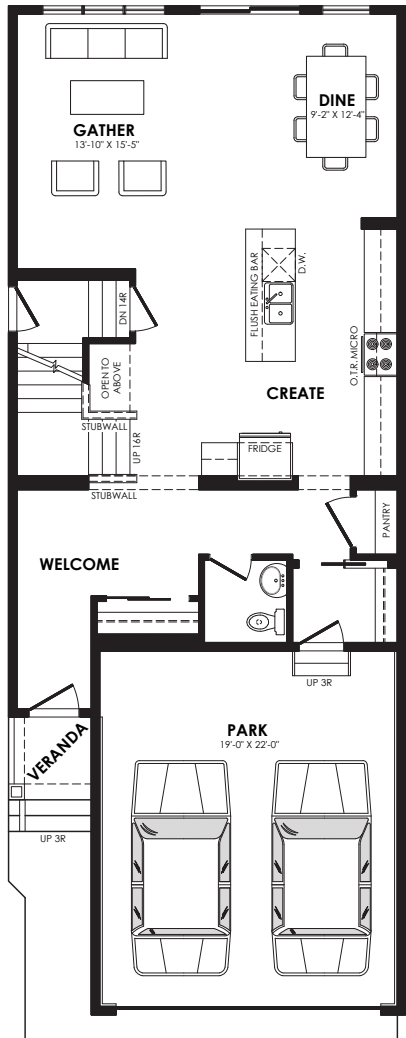 DINE
9'-2" X 12'-4"
GATHER
13'-10" X 15'-5"
FLUSH EATING BAR
D.W.
DN 14R
OPEN TO
ABOVE
O.T.R. MICRO
CREATE
STUBWALL
UP 16R
FRIDGE
STUBWALL
PANTRY
WELCOME
UP 3R
VERANDA
PARK
19'-0" X 22'-0"
UP 3R